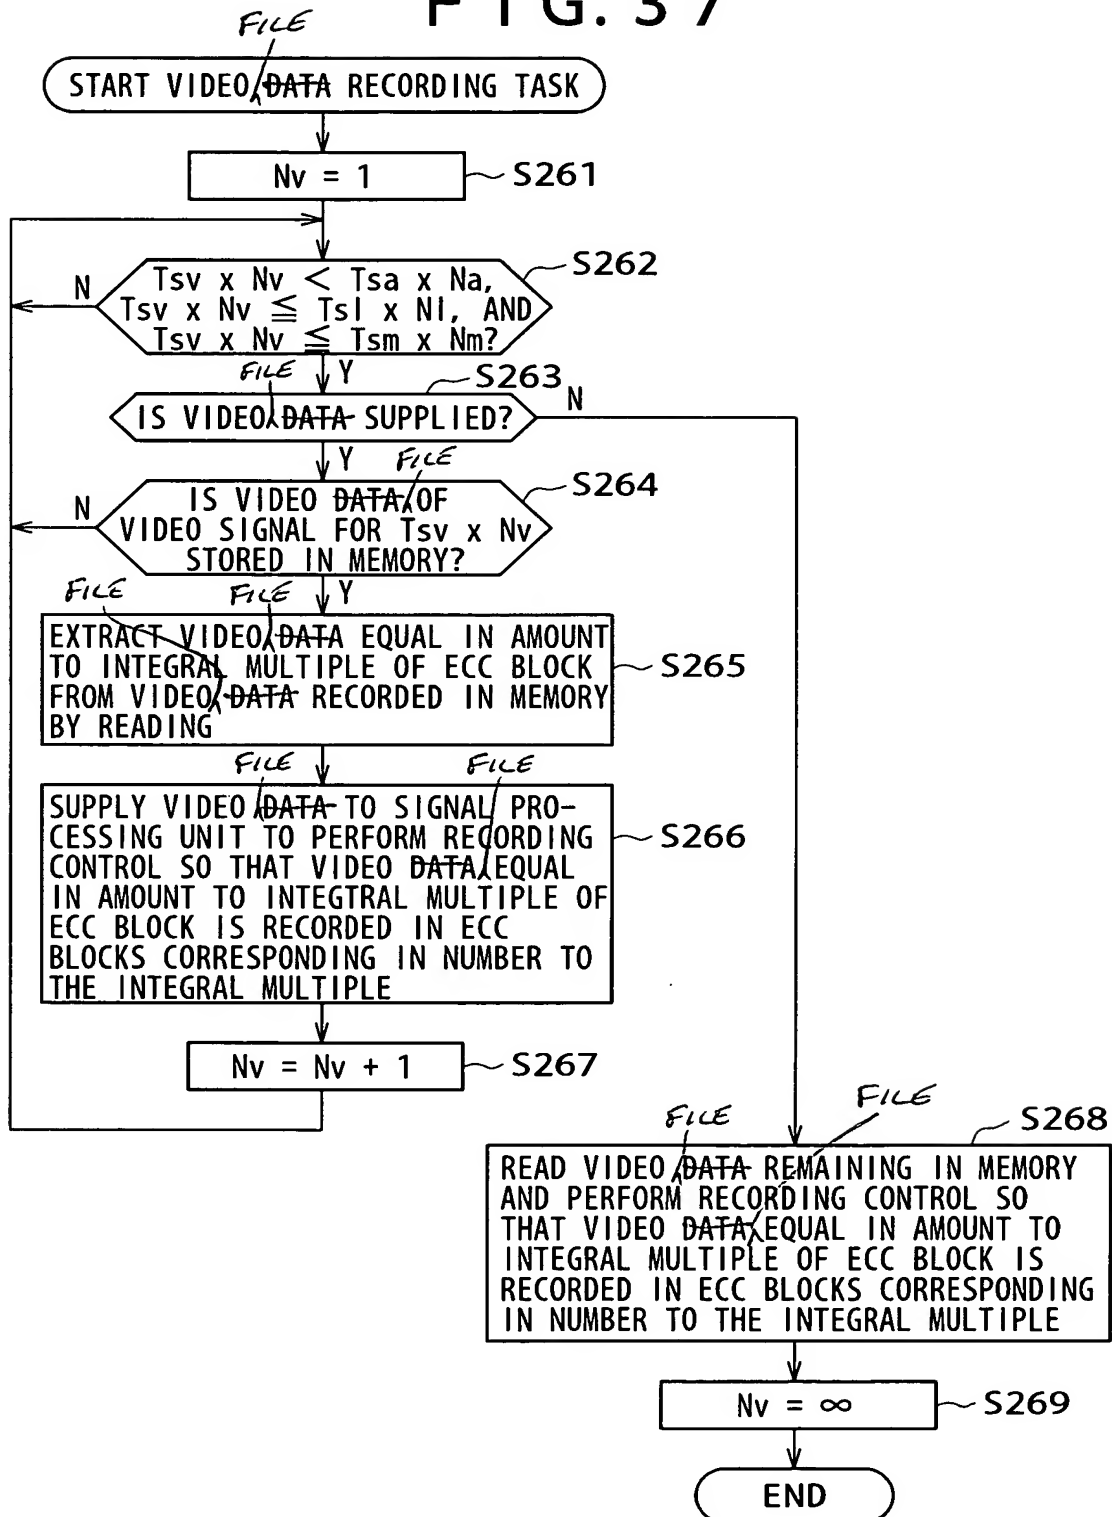 FIG. 37
FILE
START VIDEO DATA RECORDING TASK
Nv = 1
S261
Tsv x Nv < Tsa x Na,
Tsv x Nv ≦ Tsl x Nl, AND
Tsv x Nv ≦ Tsm x Nm?
S262
N
Y
FILE
IS VIDEO DATA SUPPLIED?
S263
N
Y
FILE
IS VIDEO DATA OF
VIDEO SIGNAL FOR Tsv x Nv
STORED IN MEMORY?
S264
N
Y
FILE
FILE
EXTRACT VIDEO DATA EQUAL IN AMOUNT
TO INTEGRAL MULTIPLE OF ECC BLOCK
FROM VIDEO DATA RECORDED IN MEMORY
BY READING
S265
FILE
FILE
SUPPLY VIDEO DATA TO SIGNAL PRO-
CESSING UNIT TO PERFORM RECORDING
CONTROL SO THAT VIDEO DATA EQUAL
IN AMOUNT TO INTEGTRAL MULTIPLE OF
ECC BLOCK IS RECORDED IN ECC
BLOCKS CORRESPONDING IN NUMBER TO
THE INTEGRAL MULTIPLE
S266
Nv = Nv + 1
S267
FILE
FILE
S268
READ VIDEO DATA REMAINING IN MEMORY
AND PERFORM RECORDING CONTROL SO
THAT VIDEO DATA EQUAL IN AMOUNT TO
INTEGRAL MULTIPLE OF ECC BLOCK IS
RECORDED IN ECC BLOCKS CORRESPONDING
IN NUMBER TO THE INTEGRAL MULTIPLE
Nv = ∞
S269
END